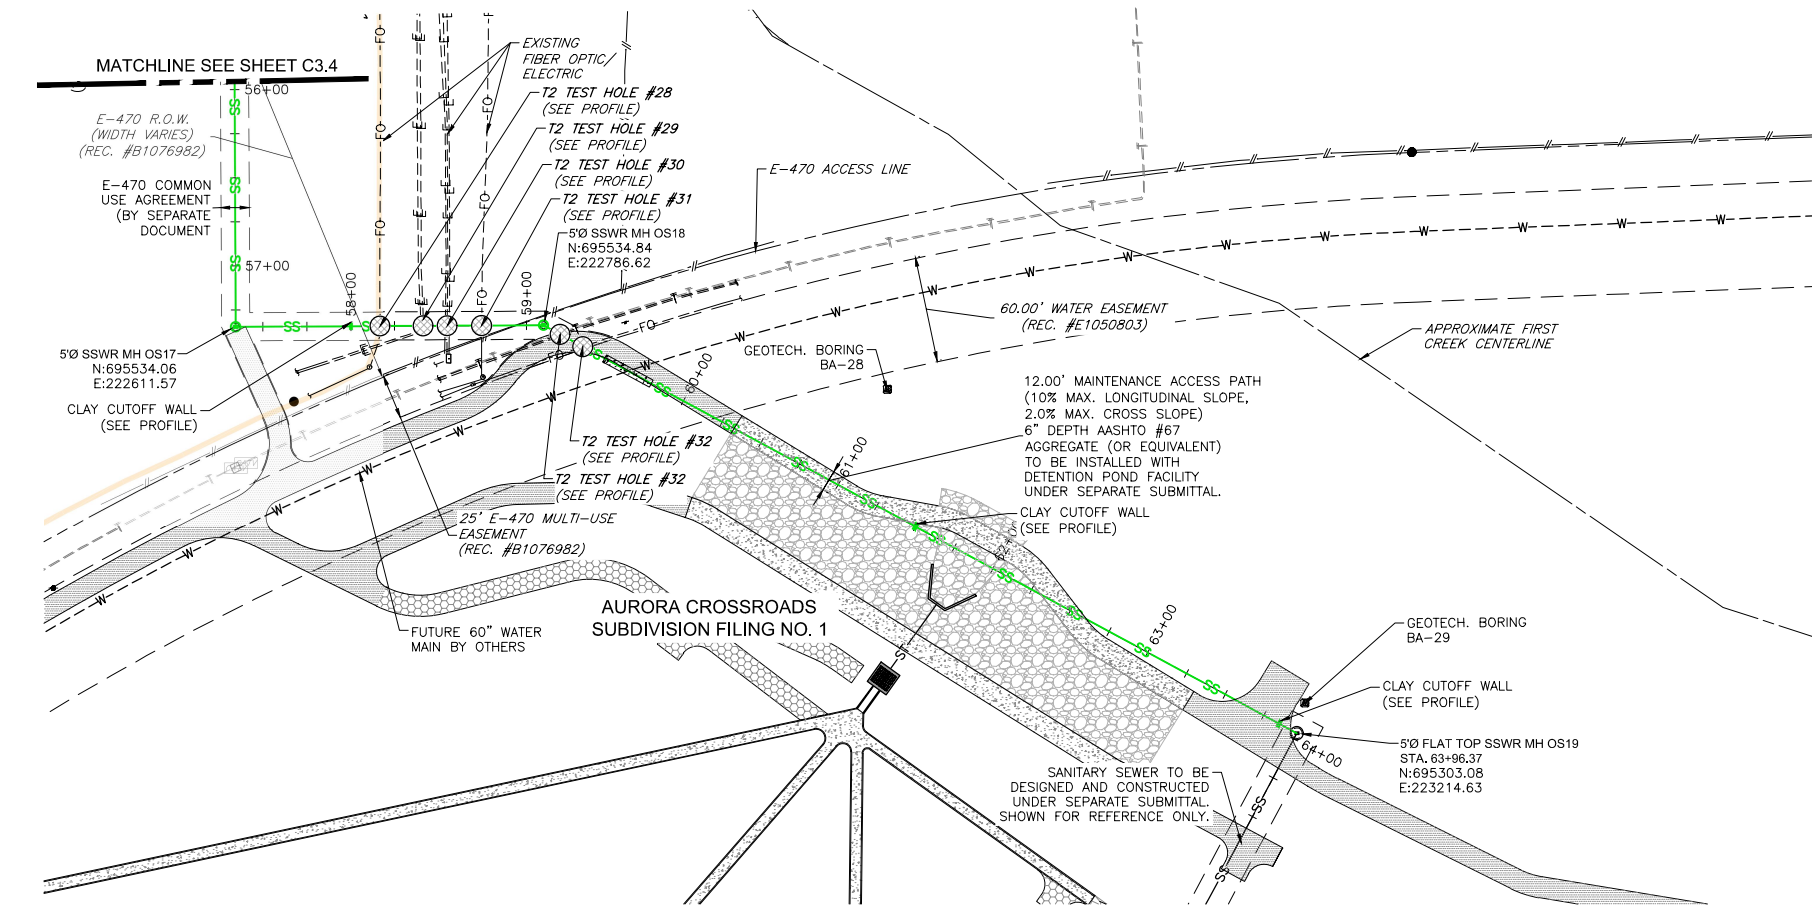 MATCHLINE SEE SHEET C3.4
56+00
E-470 R.O.W.
(WIDTH VARIES)
(REC. #B1076982)
E-470 COMMON
USE AGREEMENT
(BY SEPARATE
DOCUMENT
57+00
58+00
59+00
EXISTING
FIBER OPTIC/
ELECTRIC
T2 TEST HOLE #28
(SEE PROFILE)
T2 TEST HOLE #29
(SEE PROFILE)
T2 TEST HOLE #30
(SEE PROFILE)
T2 TEST HOLE #31
(SEE PROFILE)
5'Ø SSWR MH OS18
N:695534.84
E:222786.62
E-470 ACCESS LINE
5'Ø SSWR MH OS17
N:695534.06
E:222611.57
CLAY CUTOFF WALL
(SEE PROFILE)
60+00
GEOTECH. BORING
BA-28
60.00' WATER EASEMENT
(REC. #E1050803)
APPROXIMATE FIRST
CREEK CENTERLINE
12.00' MAINTENANCE ACCESS PATH
(10% MAX. LONGITUDINAL SLOPE,
2.0% MAX. CROSS SLOPE)
6" DEPTH AASHTO #67
AGGREGATE (OR EQUIVALENT)
TO BE INSTALLED WITH
DETENTION POND FACILITY
UNDER SEPARATE SUBMITTAL.
T2 TEST HOLE #32
(SEE PROFILE)
T2 TEST HOLE #32
(SEE PROFILE)
61+00
CLAY CUTOFF WALL
(SEE PROFILE)
25' E-470 MULTI-USE
EASEMENT
(REC. #B1076982)
FUTURE 60" WATER
MAIN BY OTHERS
AURORA CROSSROADS
SUBDIVISION FILING NO. 1
63+00
GEOTECH. BORING
BA-29
CLAY CUTOFF WALL
(SEE PROFILE)
64+00
5'Ø FLAT TOP SSWR MH OS19
STA. 63+96.37
N:695303.08
E:223214.63
SANITARY SEWER TO BE
DESIGNED AND CONSTRUCTED
UNDER SEPARATE SUBMITTAL.
SHOWN FOR REFERENCE ONLY.